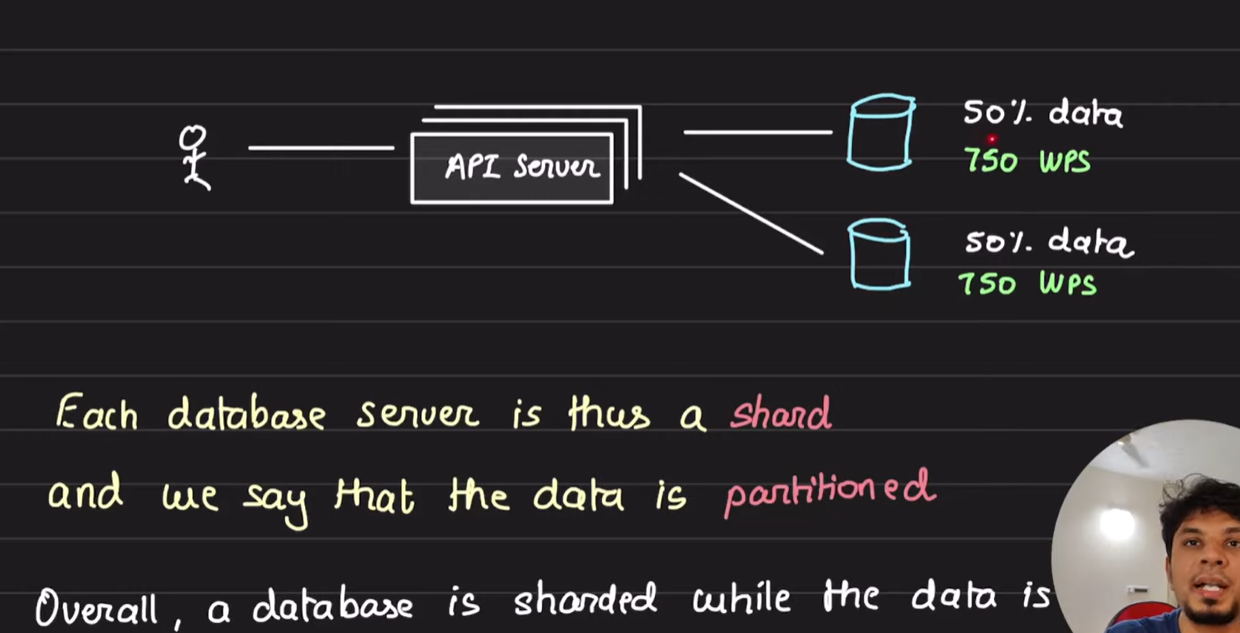 50% data
750 WPS
API Server
50% data
750 WPS
Each database server is thus a shard
and we say that the data is partitioned
Overall, a database is sharded while the data is